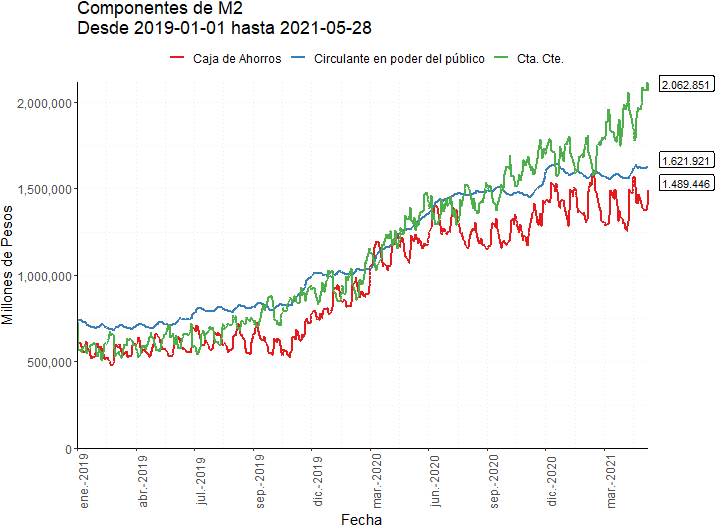 Componentes de M2
Desde 2019-01-01 hasta 2021-05-28
Caja de Ahorros Circulante en poder del público Cta. Cte.
Millones de Pesos
2,000,000
1,500,000
1,000,000
500,000
0
2.062.851
1.621.921
1.489.446
ene.-2019 abr.-2019 jul.-2019 sep.-2019 dic.-2019 mar.-2020 jun.-2020 sep.-2020 dic.-2020 mar.-2021
Fecha